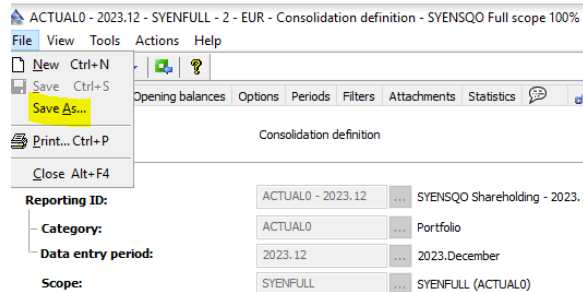 ACTUAL0 - 2023.12 - SYENFULL - 2 - EUR - Consolidation definition - SYENSQO Full scope 100%
File View Tools Actions Help
New Ctrl+N
Save Ctrl+S
Opening balances Options Periods Filters Attachments Statistics
Save As...
Print... Ctrl+P
Consolidation definition
Close Alt+F4
Reporting ID: ACTUAL0 - 2023.12 ... SYENSQO Shareholding - 2023.
Category: ACTUAL0 ... Portfolio
Data entry period: 2023.12 ... 2023.December
Scope: SYENFULL ... SYENFULL (ACTUAL0)